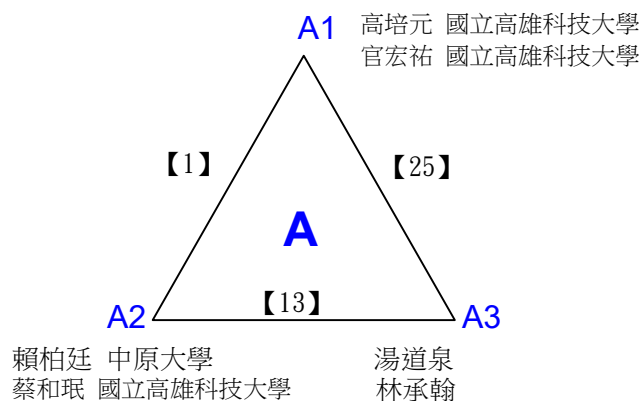 A1
高培元 國立高雄科技大學
官宏祐 國立高雄科技大學
【1】
【25】
A
【13】
A2
A3
賴柏廷 中原大學
蔡和珉 國立高雄科技大學
湯道泉
林承翰